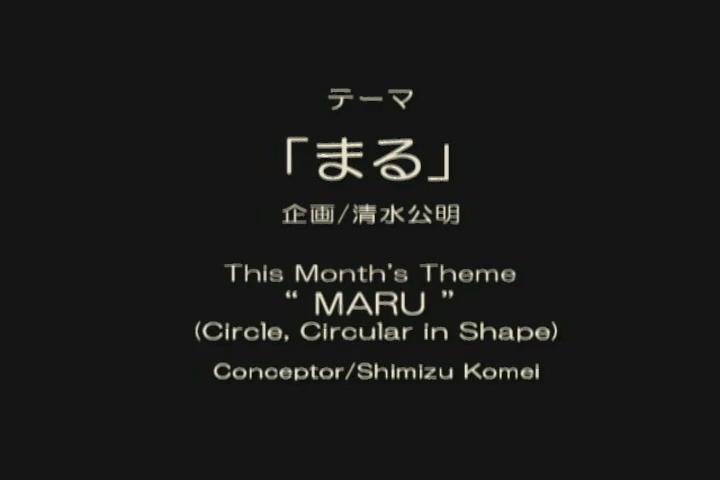 テーマ
「まる」
企画/清水公明
This Month's Theme
“ MARU ”
(Circle, Circular in Shape)
Conceptor/Shimizu Komei